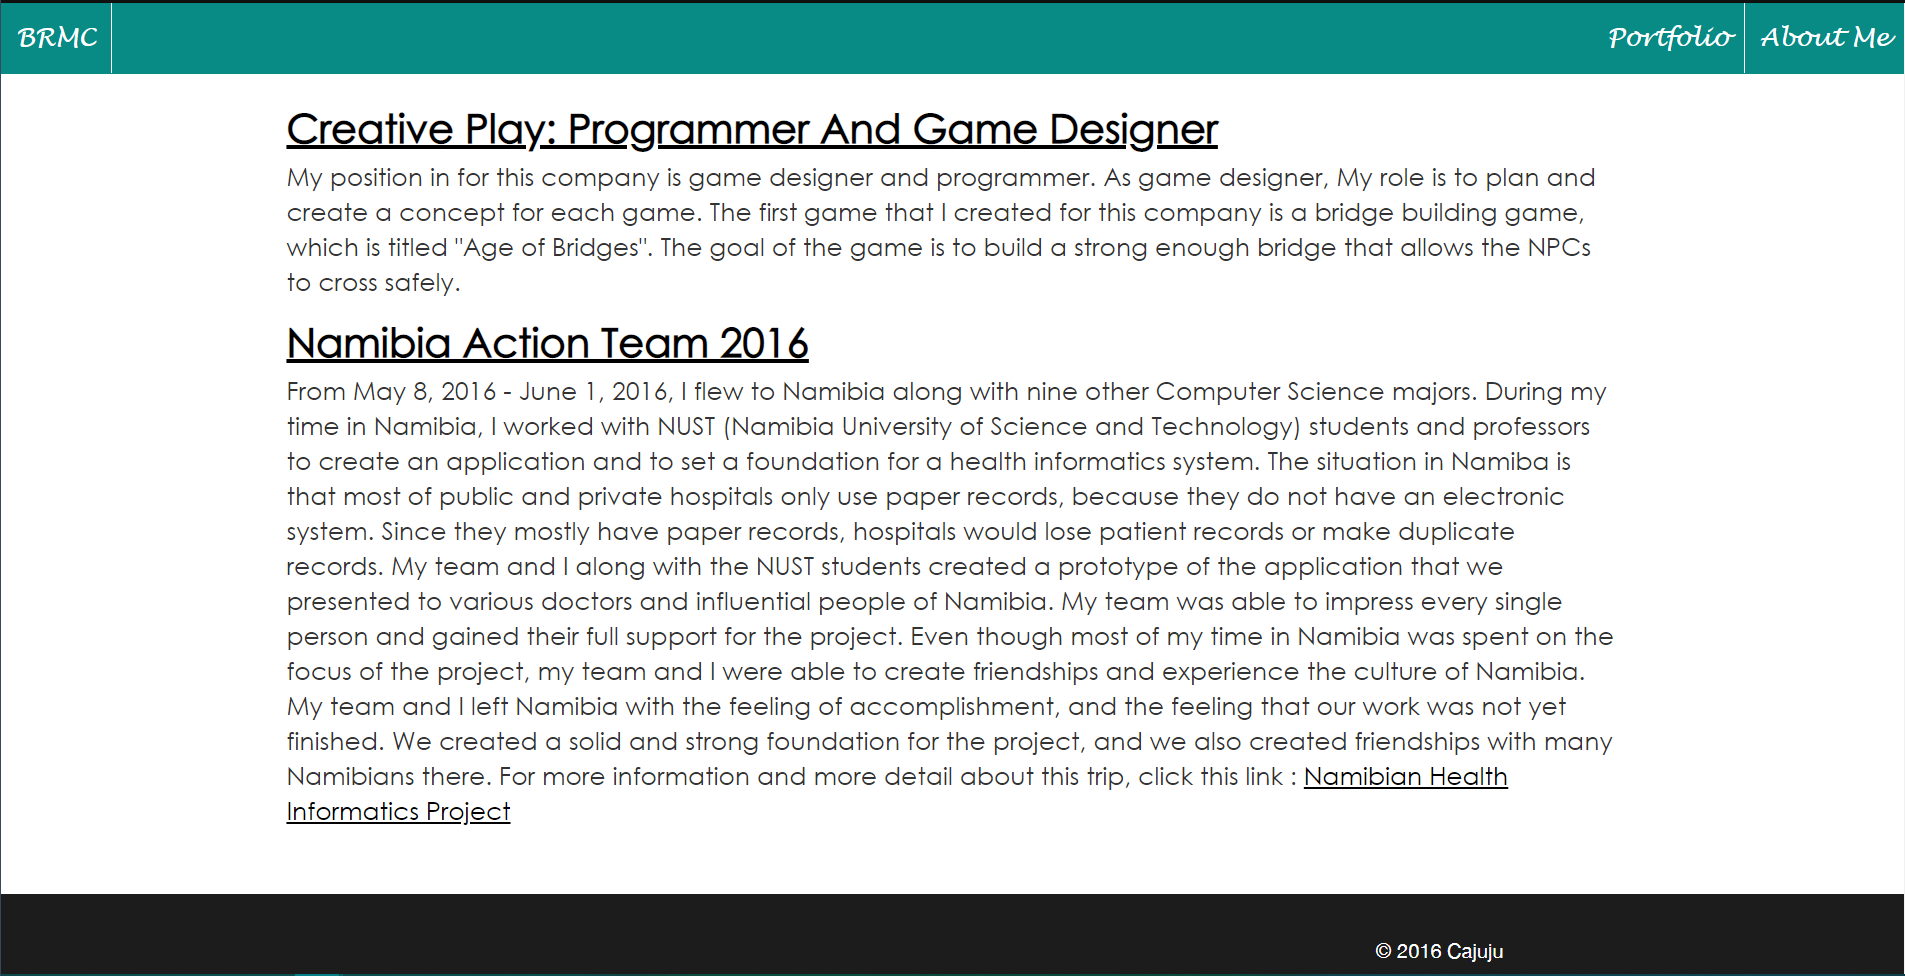 BRMC
Portfolio
About Me
Creative Play: Programmer And Game Designer
My position in for this company is game designer and programmer. As game designer, My role is to plan and
create a concept for each game. The first game that I created for this company is a bridge building game,
which is titled "Age of Bridges". The goal of the game is to build a strong enough bridge that allows the NPCs
to cross safely.
Namibia Action Team 2016
From May 8, 2016 - June 1, 2016, I flew to Namibia along with nine other Computer Science majors. During my
time in Namibia, I worked with NUST (Namibia University of Science and Technology) students and professors
to create an application and to set a foundation for a health informatics system. The situation in Namiba is
that most of public and private hospitals only use paper records, because they do not have an electronic
system. Since they mostly have paper records, hospitals would lose patient records or make duplicate
records. My team and I along with the NUST students created a prototype of the application that we
presented to various doctors and influential people of Namibia. My team was able to impress every single
person and gained their full support for the project. Even though most of my time in Namibia was spent on the
focus of the project, my team and I were able to create friendships and experience the culture of Namibia.
My team and I left Namibia with the feeling of accomplishment, and the feeling that our work was not yet
finished. We created a solid and strong foundation for the project, and we also created friendships with many
Namibians there. For more information and more detail about this trip, click this link : Namibian Health
Informatics Project
© 2016 Cajuju